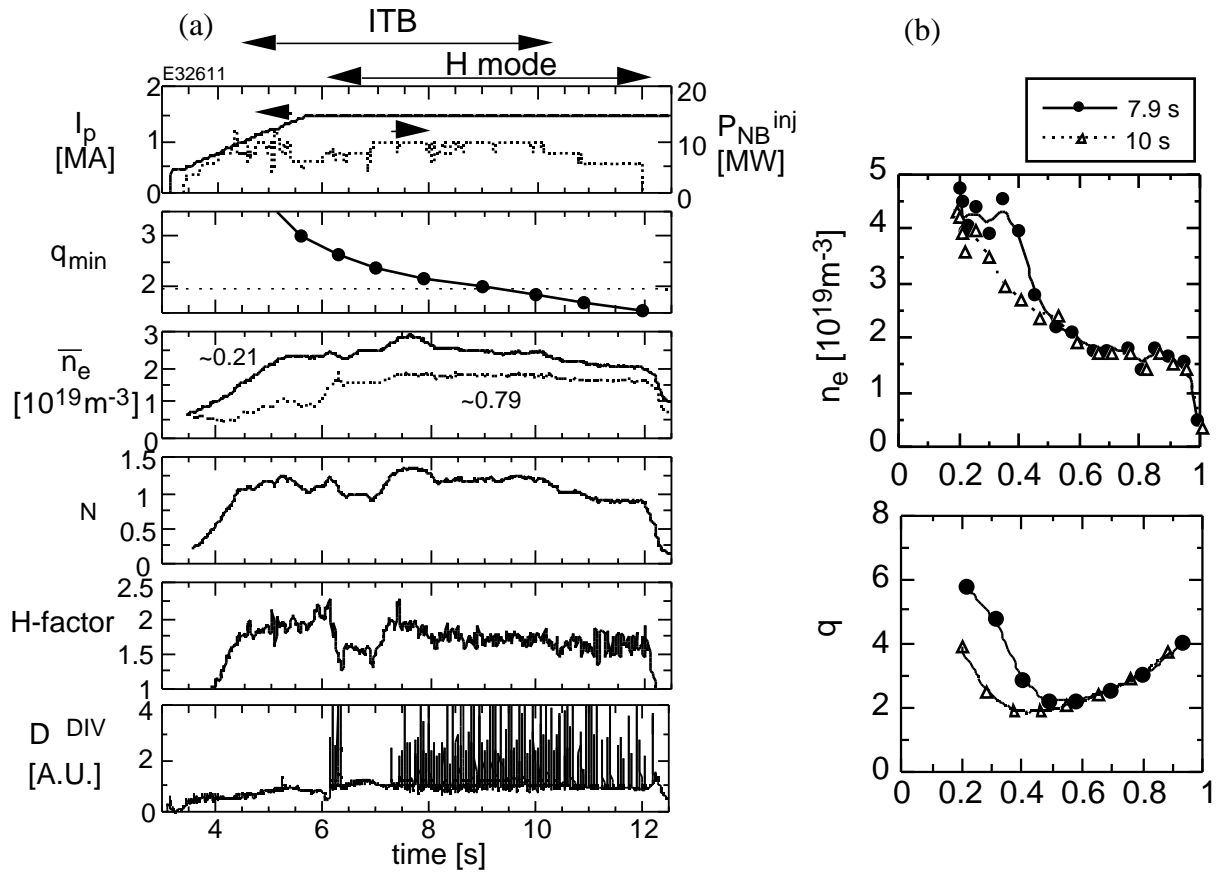 (a)
ITB
H mode
E32611
2
1
0
I_p
[MA]
20
10
0
P_NB^inj
[MW]
3
2
q_min
3
2
1
0
n̅_e
[10^19m^-3]
~0.21
~0.79
1.5
1
0.5
0
N
2.5
2
1.5
1
H-factor
4
2
0
D DIV
[A.U.]
4 6 8 10 12
time [s]
(b)
7.9 s
10 s
5
4
3
2
1
0
n_e [10^19m^-3]
0 0.2 0.4 0.6 0.8 1
8
6
4
2
0
q
0 0.2 0.4 0.6 0.8 1